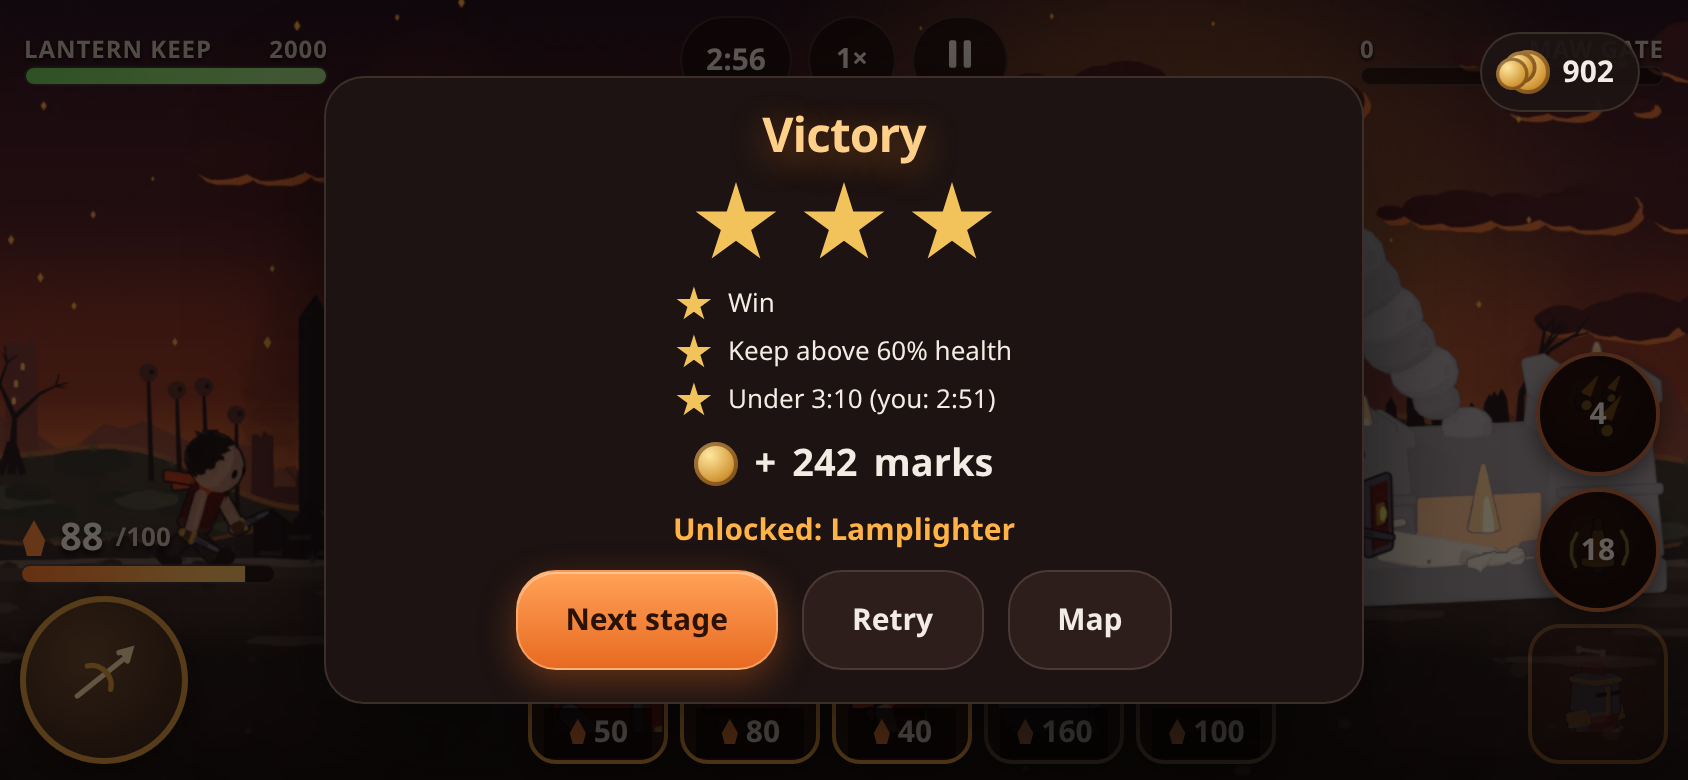 LANTERN KEEP 2000
2:56
1×
0
902
Victory
Win
Keep above 60% health
Under 3:10 (you: 2:51)
+ 242 marks
Unlocked: Lamplighter
88 /100
4
18
Next stage
Retry
Map
50
80
40
160
100